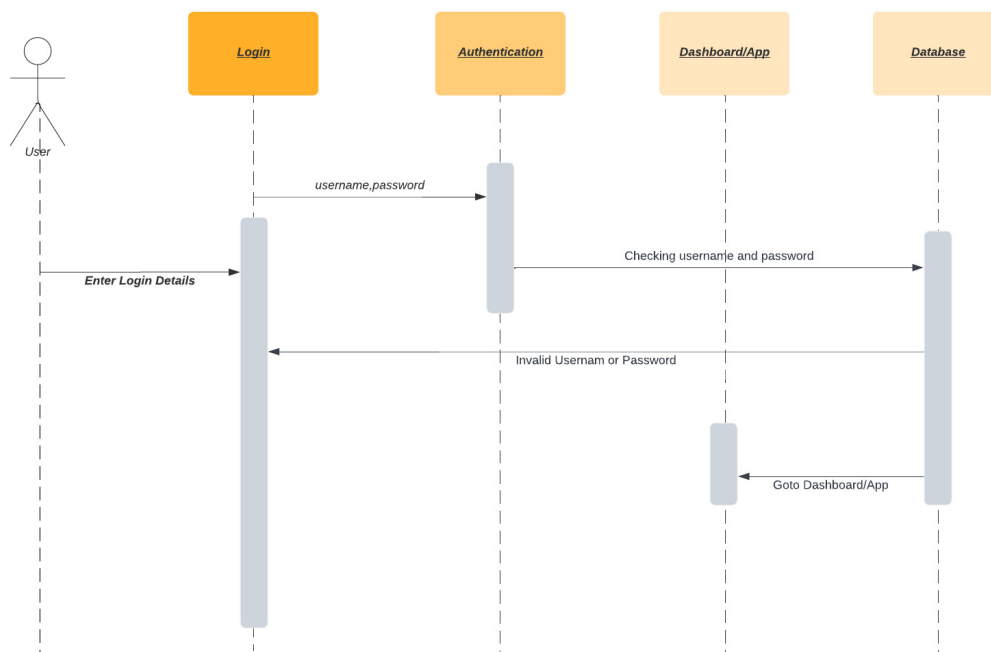 Login
Authentication
Dashboard/App
Database
User
username,password
Checking username and password
Enter Login Details
Invalid Usernam or Password
Goto Dashboard/App